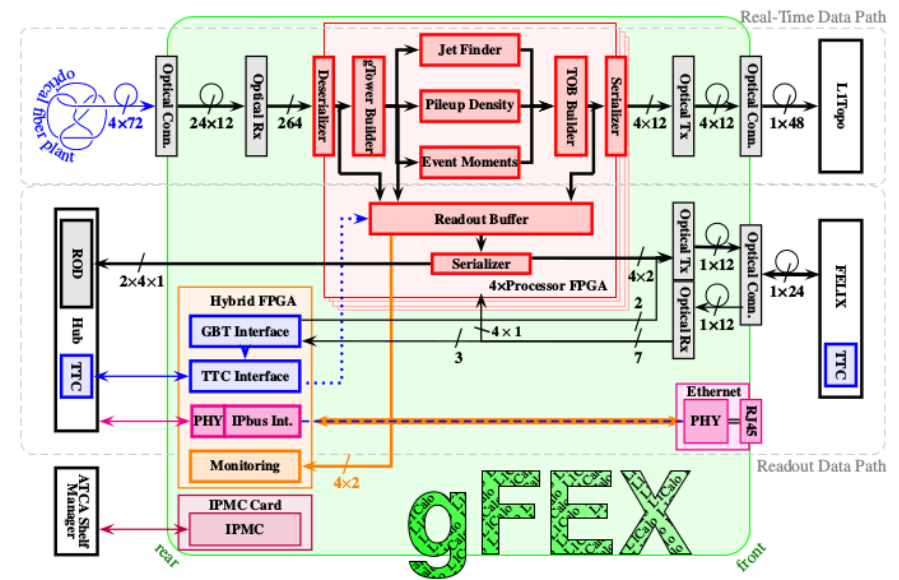 Real-Time Data Path
optical fiber plant
4×72
Optical Conn.
24×12
Optical Rx
264
Deserializer
gTower Builder
Jet Finder
Pileup Density
Event Moments
TOB Builder
Serializer
4×12
Optical Tx
4×12
Optical Conn.
1×48
L1Topo
Readout Buffer
Serializer
4×Processor FPGA
ROD
Hub
TTC
2×4×1
4×2
Optical Tx
1×12
Optical Rx
1×12
Optical Conn.
1×24
FELIX
TTC
Hybrid FPGA
GBT Interface
TTC Interface
PHY
IPbus Int.
Monitoring
2
4×1
3
7
4×2
Ethernet
PHY
RJ45
Readout Data Path
ATCA Shelf
Manager
IPMC Card
IPMC
rear
front
gFEX
L1Calo